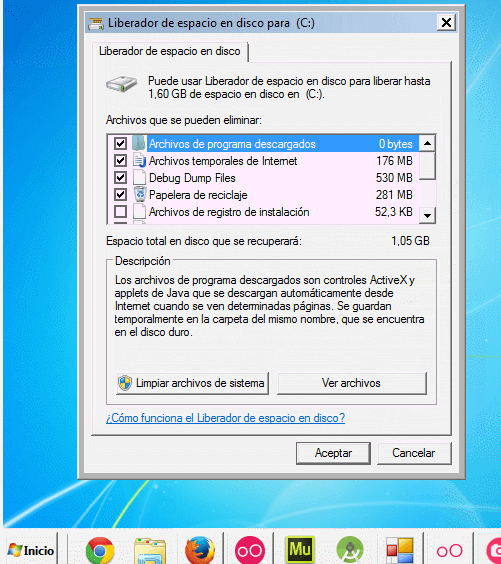 Liberador de espacio en disco para (C:)
Liberador de espacio en disco
Puede usar Liberador de espacio en disco para liberar hasta
1,60 GB de espacio en disco en (C:).
Archivos que se pueden eliminar:
Archivos de programa descargados 0 bytes
Archivos temporales de Internet 176 MB
Debug Dump Files 530 MB
Papelera de reciclaje 281 MB
Archivos de registro de instalación 52,3 KB
Espacio total en disco que se recuperará: 1,05 GB
Descripción
Los archivos de programa descargados son controles ActiveX y
applets de Java que se descargan automáticamente desde
Internet cuando se ven determinadas páginas. Se guardan
temporalmente en la carpeta del mismo nombre, que se encuentra
en el disco duro.
Limpiar archivos de sistema Ver archivos
¿Cómo funciona el Liberador de espacio en disco?
Aceptar Cancelar
Inicio Mu